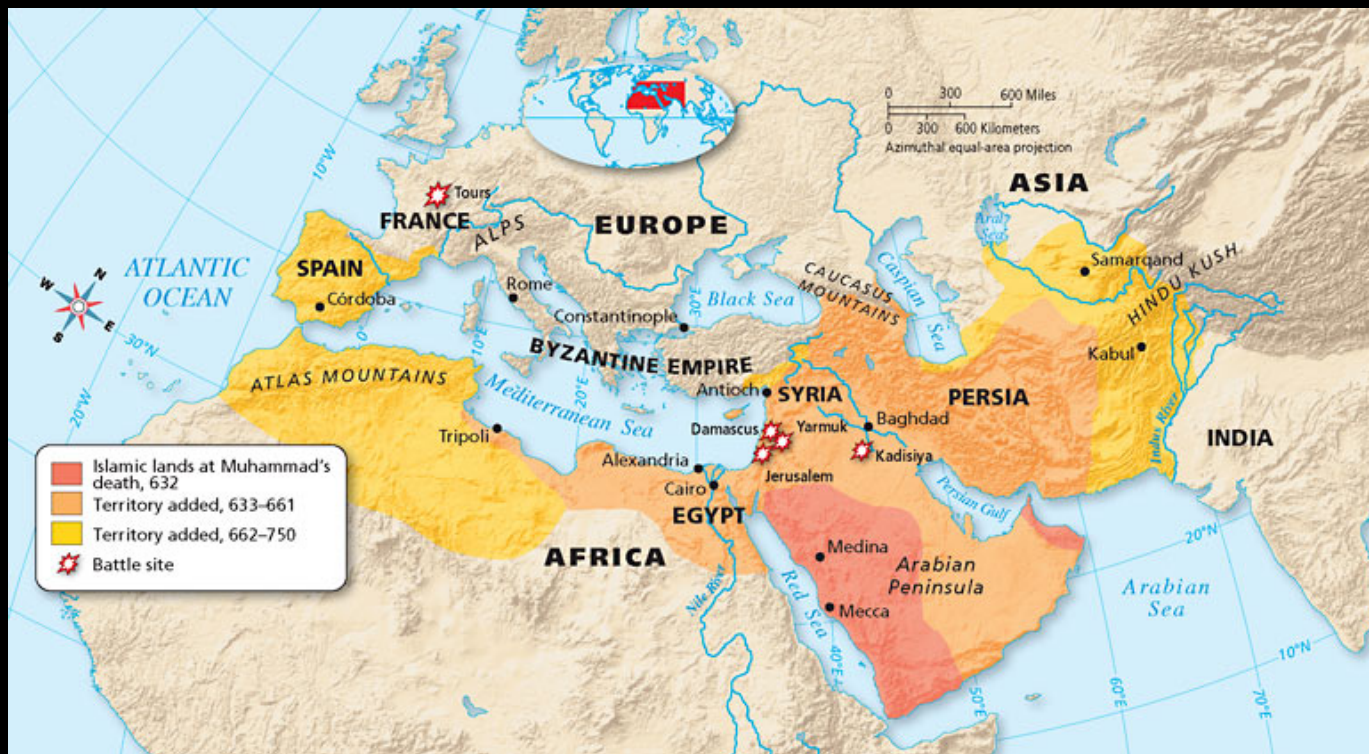 0 300 600 Miles
0 300 600 Kilometers
Azimuthal equal-area projection
ASIA
10°W
Tours
FRANCE
ALPS
EUROPE
Aral Sea
Samarqand
HINDU KUSH
ATLANTIC
OCEAN
SPAIN
Córdoba
Rome
Black Sea
CAUCASUS
MOUNTAINS
Caspian
Sea
N
W
E
S
30°N
0°
10°E
Constantinople
30°E
BYZANTINE EMPIRE
Kabul
ATLAS MOUNTAINS
Mediterranean Sea
20°E
Antioch
SYRIA
PERSIA
20°W
Tripoli
Damascus
Yarmuk
Baghdad
Indus River
INDIA
Alexandria
Jerusalem
Kadisiya
Cairo
EGYPT
Persian Gulf
Islamic lands at Muhammad's
death, 632
Territory added, 633–661
Territory added, 662–750
Battle site
AFRICA
Nile River
Red Sea
Medina
Mecca
Arabian
Peninsula
20°N
Arabian
Sea
40°E
50°E
60°E
70°E
10°N